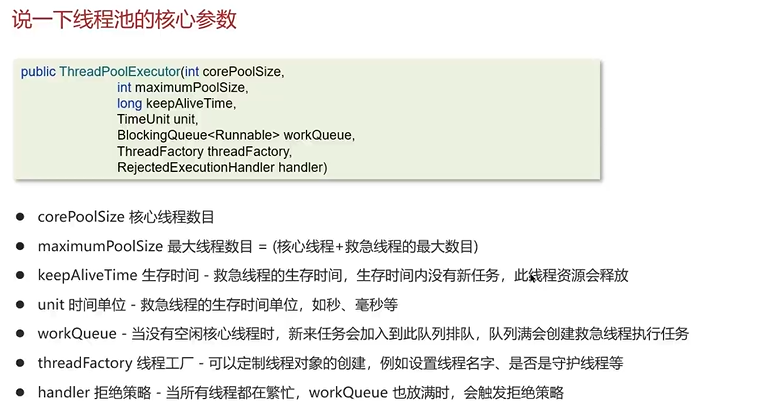 说一下线程池的核心参数
public ThreadPoolExecutor(int corePoolSize,
int maximumPoolSize,
long keepAliveTime,
TimeUnit unit,
BlockingQueue<Runnable> workQueue,
ThreadFactory threadFactory,
RejectedExecutionHandler handler)
● corePoolSize 核心线程数目
● maximumPoolSize 最大线程数目 = (核心线程+救急线程的最大数目)
● keepAliveTime 生存时间 - 救急线程的生存时间，生存时间内没有新任务，此线程资源会释放
● unit 时间单位 - 救急线程的生存时间单位，如秒、毫秒等
● workQueue - 当没有空闲核心线程时，新来任务会加入到此队列排队，队列满会创建救急线程执行任务
● threadFactory 线程工厂 - 可以定制线程对象的创建，例如设置线程名字、是否是守护线程等
● handler 拒绝策略 - 当所有线程都在繁忙，workQueue 也放满时，会触发拒绝策略